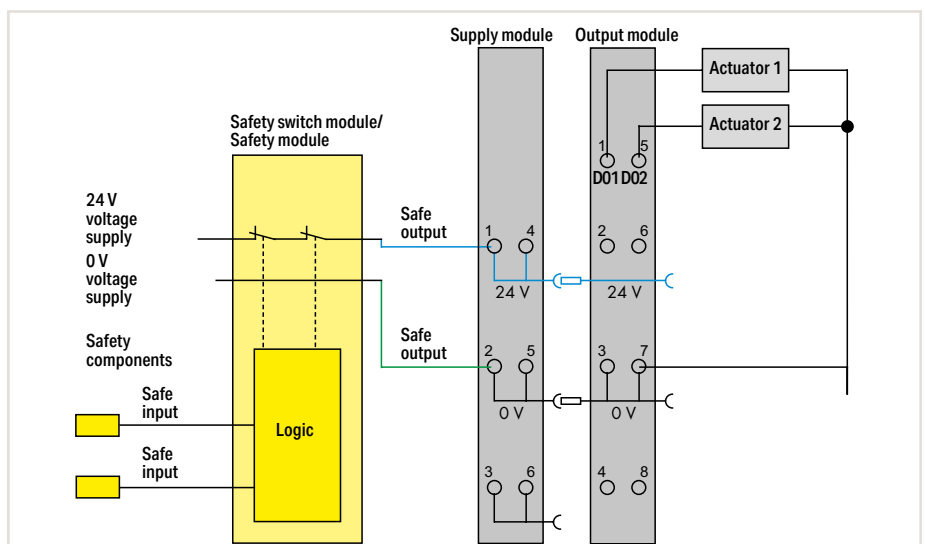 Supply module
Output module
Actuator 1
Actuator 2
Safety switch module/
Safety module
1
5
D01 D02
24 V
voltage
supply
0 V
voltage
supply
Safe
output
1
4
2
6
24 V
24 V
Safety
components
Safe
output
2
5
3
7
0 V
0 V
Safe
input
Logic
Safe
input
3
6
4
8